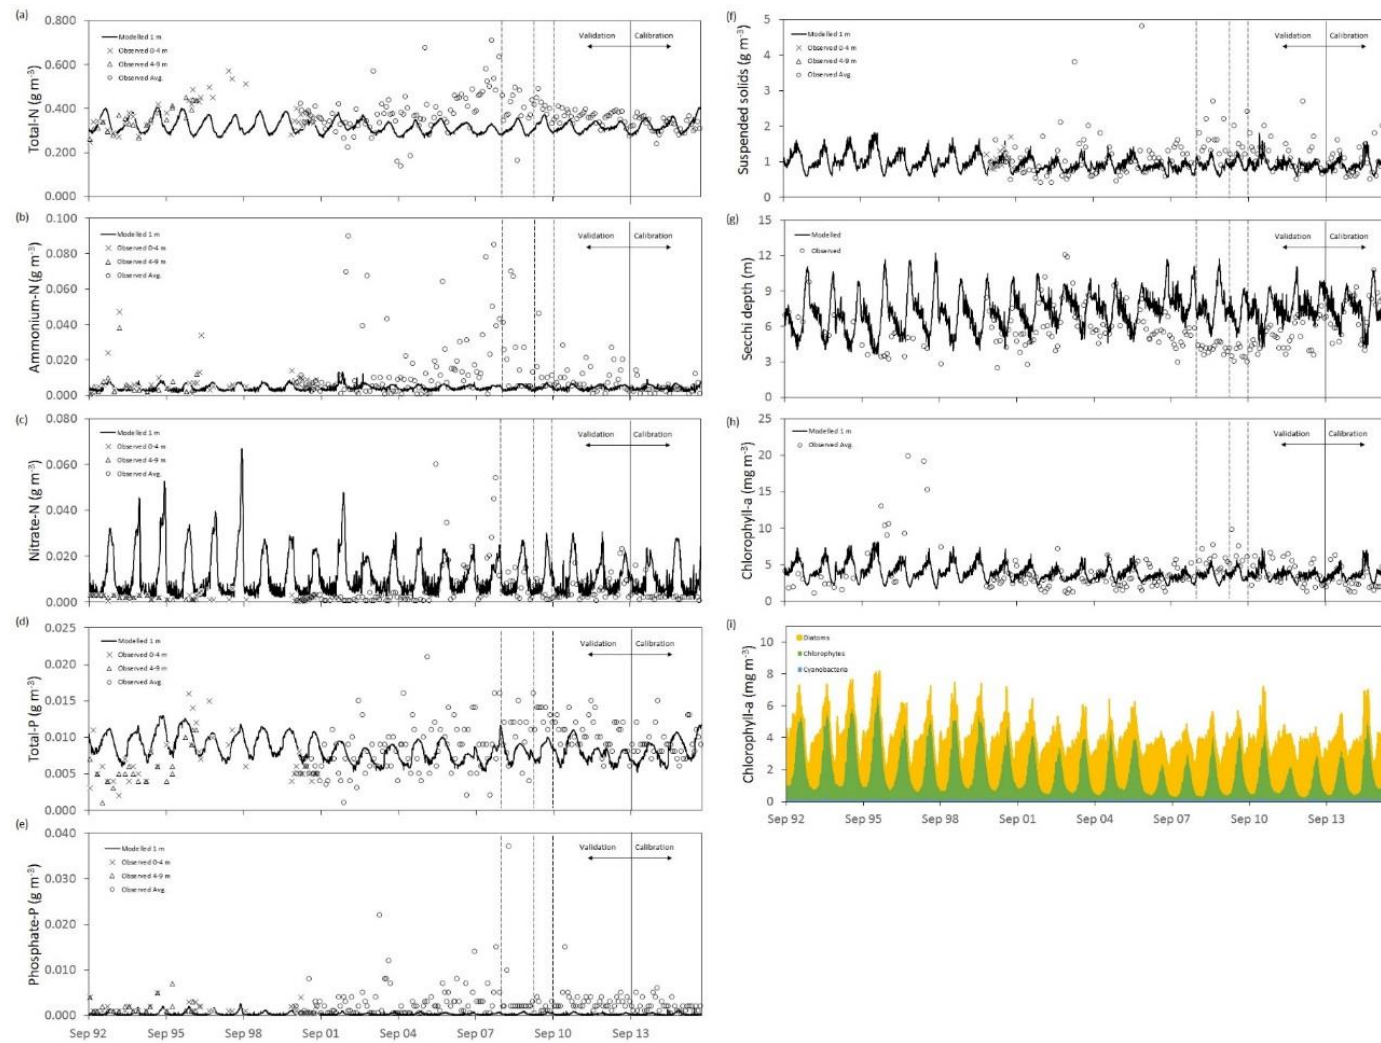 (a)
0.800
0.600
0.400
0.200
0.000
Total-N (g m⁻³)
Modelled 1 m
Observed 0-4 m
Observed 4-9 m
Observed Avg.
Validation
Calibration
(b)
0.100
0.080
0.060
0.040
0.020
0.000
Ammonium-N (g m⁻³)
Modelled 1 m
Observed 0-4 m
Observed 4-9 m
Observed Avg.
Validation
Calibration
(c)
0.080
0.060
0.040
0.020
0.000
Nitrate-N (g m⁻³)
Modelled 1 m
Observed 0-4 m
Observed 4-9 m
Observed Avg.
Validation
Calibration
(d)
0.025
0.020
0.015
0.010
0.005
0.000
Total-P (g m⁻³)
Modelled 1 m
Observed 0-4 m
Observed 4-9 m
Observed Avg.
Validation
Calibration
(e)
0.040
0.030
0.020
0.010
0.000
Phosphate-P (g m⁻³)
Modelled 1 m
Observed 0-4 m
Observed 4-9 m
Observed Avg.
Validation
Calibration
Sep 92 Sep 95 Sep 98 Sep 01 Sep 04 Sep 07 Sep 10 Sep 13
(f)
5
4
3
2
1
0
Suspended solids (g m⁻³)
Modelled 1 m
Observed 0-4 m
Observed 4-9 m
Observed Avg.
Validation
Calibration
(g)
15
12
9
6
3
0
Secchi depth (m)
Modelled
Observed
Validation
Calibration
(h)
25
20
15
10
5
0
Chlorophyll-a (mg m⁻³)
Modelled 1 m
Observed Avg.
Validation
Calibration
(i)
10
8
6
4
2
0
Chlorophyll-a (mg m⁻³)
Diatoms
Chlorophytes
Cyanobacteria
Sep 92 Sep 95 Sep 98 Sep 01 Sep 04 Sep 07 Sep 10 Sep 13